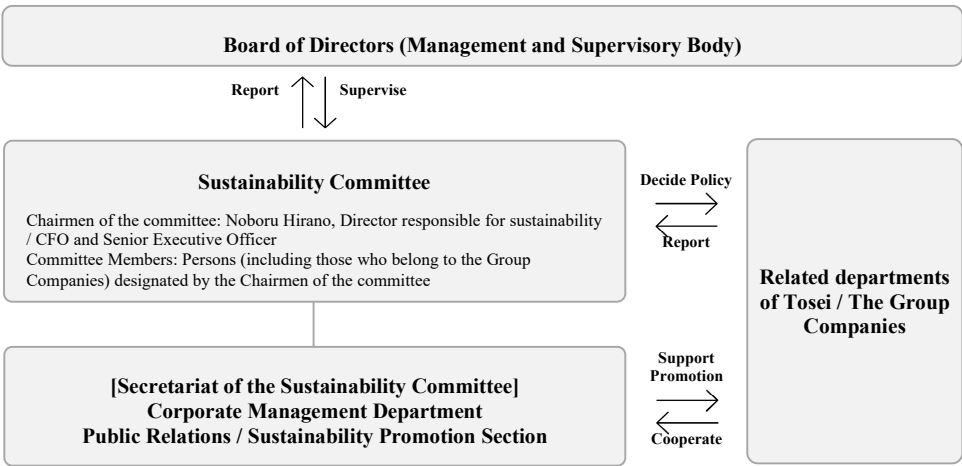 Board of Directors (Management and Supervisory Body)
Report
Supervise
Sustainability Committee
Chairmen of the committee: Noboru Hirano, Director responsible for sustainability
/ CFO and Senior Executive Officer
Committee Members: Persons (including those who belong to the Group
Companies) designated by the Chairmen of the committee
Decide Policy
Report
Related departments
of Tosei / The Group
Companies
[Secretariat of the Sustainability Committee]
Corporate Management Department
Public Relations / Sustainability Promotion Section
Support
Promotion
Cooperate